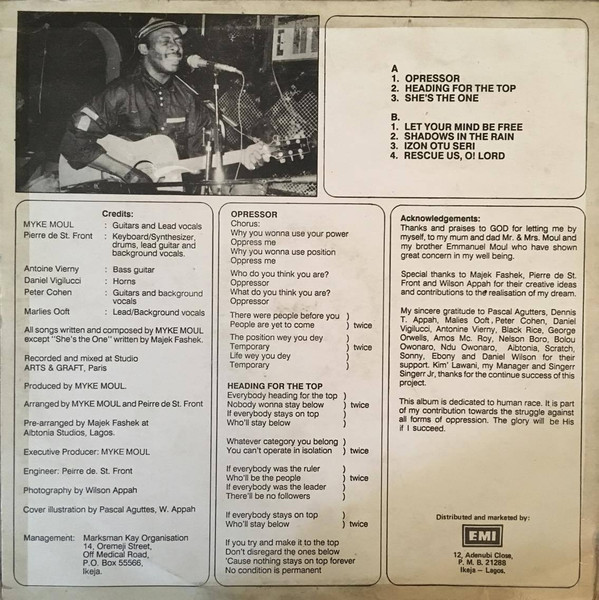 A
1. OPRESSOR
2. HEADING FOR THE TOP
3. SHE'S THE ONE
B.
1. LET YOUR MIND BE FREE
2. SHADOWS IN THE RAIN
3. IZON OTU SERI
4. RESCUE US, O! LORD
Credits:
MYKE MOUL : Guitars and Lead vocals
Pierre de St. Front : Keyboard/Synthesizer,
drums, lead guitar and
background vocals.
Antoine Vierny : Bass guitar
Daniel Vigilucci : Horns
Peter Cohen : Guitars and background
vocals
Marlies Ooft : Lead/Background vocals
All songs written and composed by MYKE MOUL
except "She's the One" written by Majek Fashek.
Recorded and mixed at Studio
ARTS & GRAFT, Paris
Produced by MYKE MOUL.
Arranged by MYKE MOUL and Peirre de St. Front
Pre-arranged by Majek Fashek at
Aibtonia Studios, Lagos.
Executive Producer: MYKE MOUL
Engineer: Peirre de. St. Front
Photography by Wilson Appah
Cover illustration by Pascal Aguttes, W. Appah
Management: Marksman Kay Organisation
14, Oremeji Street,
Off Medical Road,
P.O. Box 55566,
Ikeja.
OPRESSOR
Chorus:
Why you wonna use your power
Oppress me
Why you wonna use position
Oppress me
Who do you think you are?
Oppressor
What do you think you are?
Oppressor
There were people before you )
People are yet to come ) twice
The position wey you dey )
Temporary ) twice
Life wey you dey )
Temporary )
HEADING FOR THE TOP
Everybody heading for the top )
Nobody wonna stay below ) twice
If everybody stays on top )
Who'll stay below )
Whatever category you belong )
You can't operate in isolation ) twice
If everybody was the ruler )
Who'll be the people ) twice
If everybody was the leader )
There'll be no followers )
If everybody stays on top )
Who'll stay below ) twice
If you try and make it to the top
Don't disregard the ones below
'Cause nothing stays on top forever
No condition is permanent
Acknowledgements:
Thanks and praises to GOD for letting me by
myself, to my mum and dad Mr. & Mrs. Moul and
my brother Emmanuel Moul who have shown
great concern in my well being.
Special thanks to Majek Fashek, Pierre de St.
Front and Wilson Appah for their creative ideas
and contributions to the realisation of my dream.
My sincere gratitude to Pascal Agutters, Dennis
T. Appah, Malies Ooft, Peter Cohen, Daniel
Vigilucci, Antonine Vierny, Black Rice, George
Orwells, Amos Mc. Roy, Nelson Boro, Bolou
Owonaro, Ndu Owonaro, Aibtonia, Scratch,
Sonny, Ebony and Daniel Wilson for their
support. Kim' Lawani, my Manager and Singerr
Singerr Jr, thanks for the continue success of this
project.
This album is dedicated to human race. It is part
of my contribution towards the struggle against
all forms of oppression. The glory will be His
if I succeed.
Distributed and marketed by:
EMI
12, Adenubi Close,
P. M. B. 21288
Ikeja – Lagos.